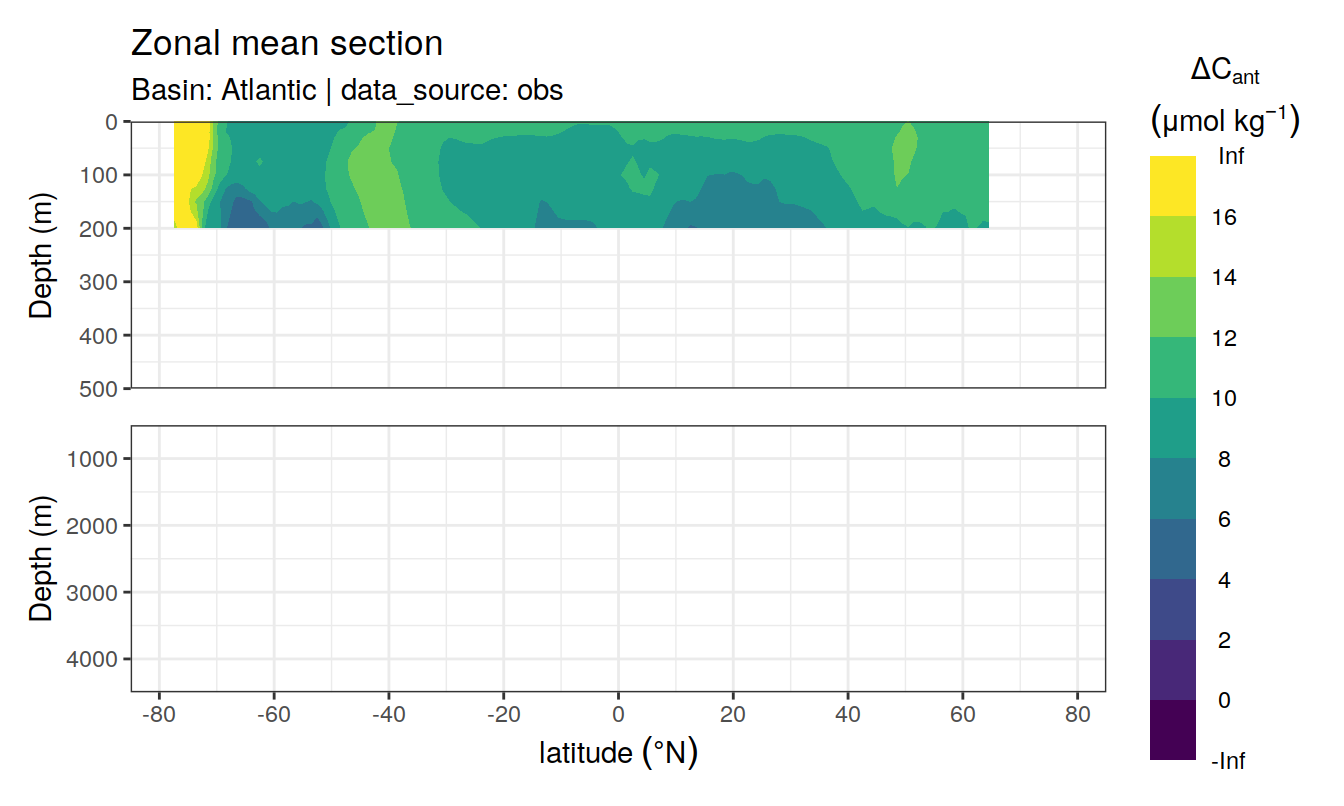 Zonal mean section
Basin: Atlantic | data_source: obs
Depth (m)
0
100
200
300
400
500
Depth (m)
1000
2000
3000
4000
-80 -60 -40 -20 0 20 40 60 80
latitude (°N)
ΔCant
(μmol kg⁻¹)
Inf
16
14
12
10
8
6
4
2
0
-Inf